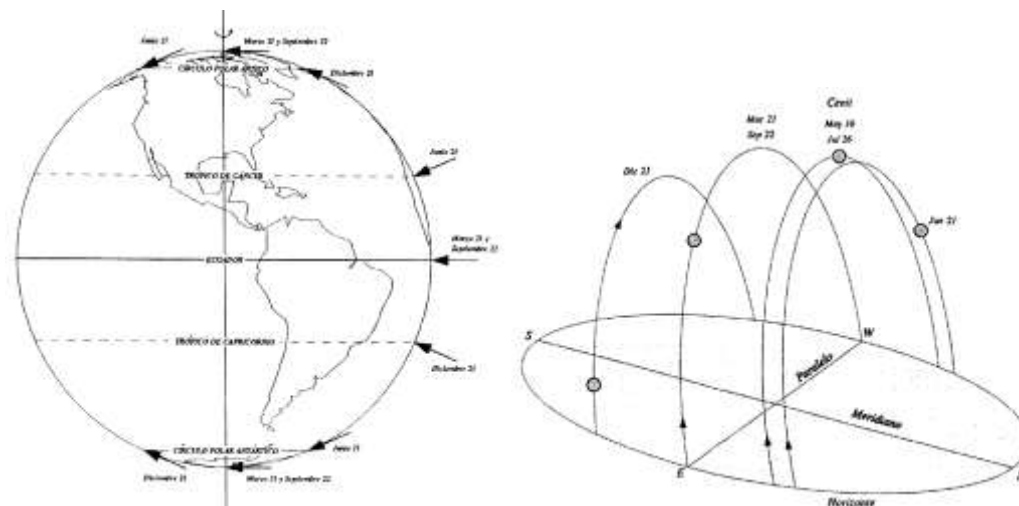 Junio 21
Marzo 21 y Septiembre 22
CÍRCULO POLAR ÁRTICO
Diciembre 21
Junio 21
TRÓPICO DE CÁNCER
Marzo 21 y
Septiembre 22
ECUADOR
TRÓPICO DE CAPRICORNIO
Diciembre 21
CÍRCULO POLAR ANTÁRTICO
Junio 21
Diciembre 21
Marzo 21 y Septiembre 22
Cenit
May 16
Jul 26
Mar 21
Sep 22
Dic 21
Jun 21
S
W
Paralelo
Meridiano
E
Horizonte